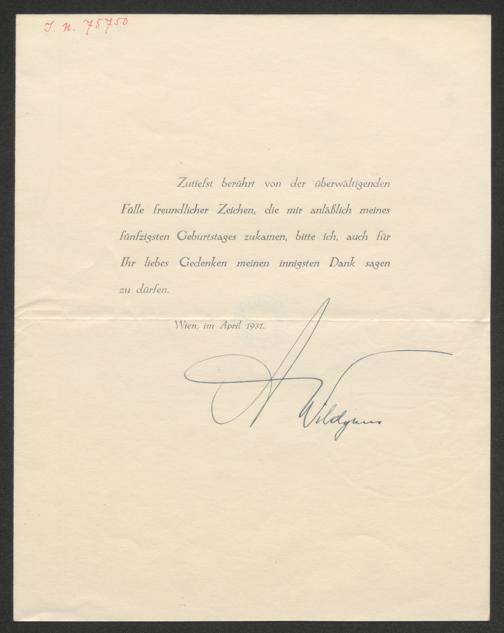 I. N. 75750
Zutiefst berührt von der überwältigenden
Fülle freundlicher Zeichen, die mir anläßlich meines
fünfzigsten Geburtstages zukamen, bitte ich, auch für
Ihr liebes Gedenken meinen innigsten Dank sagen
zu dürfen.
Wien, im April 1931.
A Wildgans